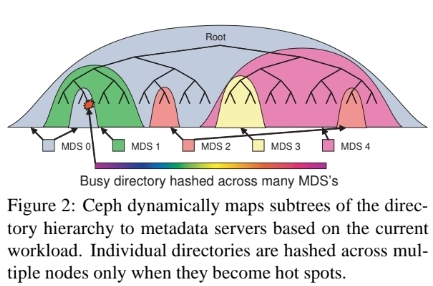 Root
MDS 0 MDS 1 MDS 2 MDS 3 MDS 4
Busy directory hashed across many MDS's
Figure 2: Ceph dynamically maps subtrees of the direc-
tory hierarchy to metadata servers based on the current
workload. Individual directories are hashed across mul-
tiple nodes only when they become hot spots.